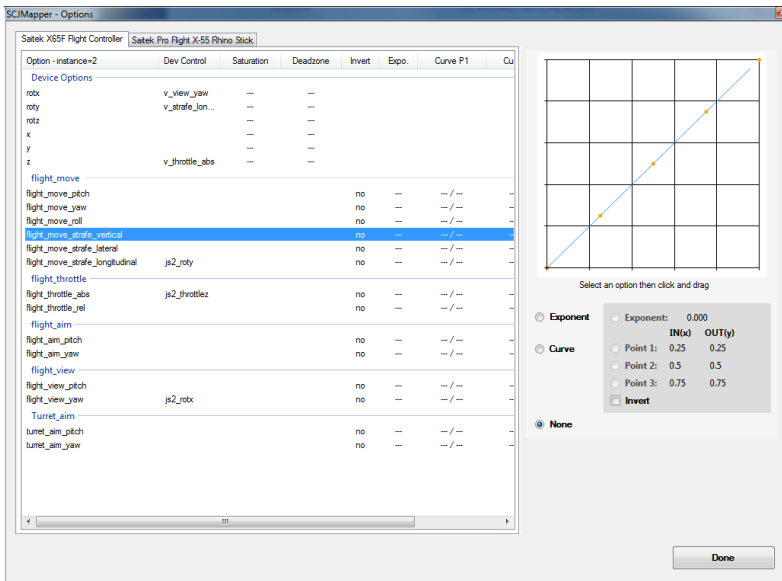 SCJMapper - Options
Saitek X65F Flight Controller Saitek Pro Flight X-55 Rhino Stick
Option - instance=2 Dev Control Saturation Deadzone Invert Expo. Curve P1 Cu
Device Options
rotx v_view_yaw --- ---
roty v_strafe_lon... --- ---
rotz --- ---
x --- ---
y --- ---
z v_throttle_abs --- ---
flight_move
flight_move_pitch no --- --- / --- --
flight_move_yaw no --- --- / --- --
flight_move_roll no --- --- / --- --
flight_move_strafe_vertical no --- --- / --- --
flight_move_strafe_lateral no --- --- / --- --
flight_move_strafe_longitudinal js2_roty no --- --- / --- --
flight_throttle
flight_throttle_abs js2_throttlez no --- --- / --- --
flight_throttle_rel no --- --- / --- --
flight_aim
flight_aim_pitch no --- --- / --- --
flight_aim_yaw no --- --- / --- --
flight_view
flight_view_pitch no --- --- / --- --
flight_view_yaw js2_rotx no --- --- / --- --
Turret_aim
turret_aim_pitch no --- --- / --- --
turret_aim_yaw no --- --- / --- --
Select an option then click and drag
Exponent
Exponent: 0.000
IN(x) OUT(y)
Curve
Point 1: 0.25 0.25
Point 2: 0.5 0.5
Point 3: 0.75 0.75
Invert
None
Done